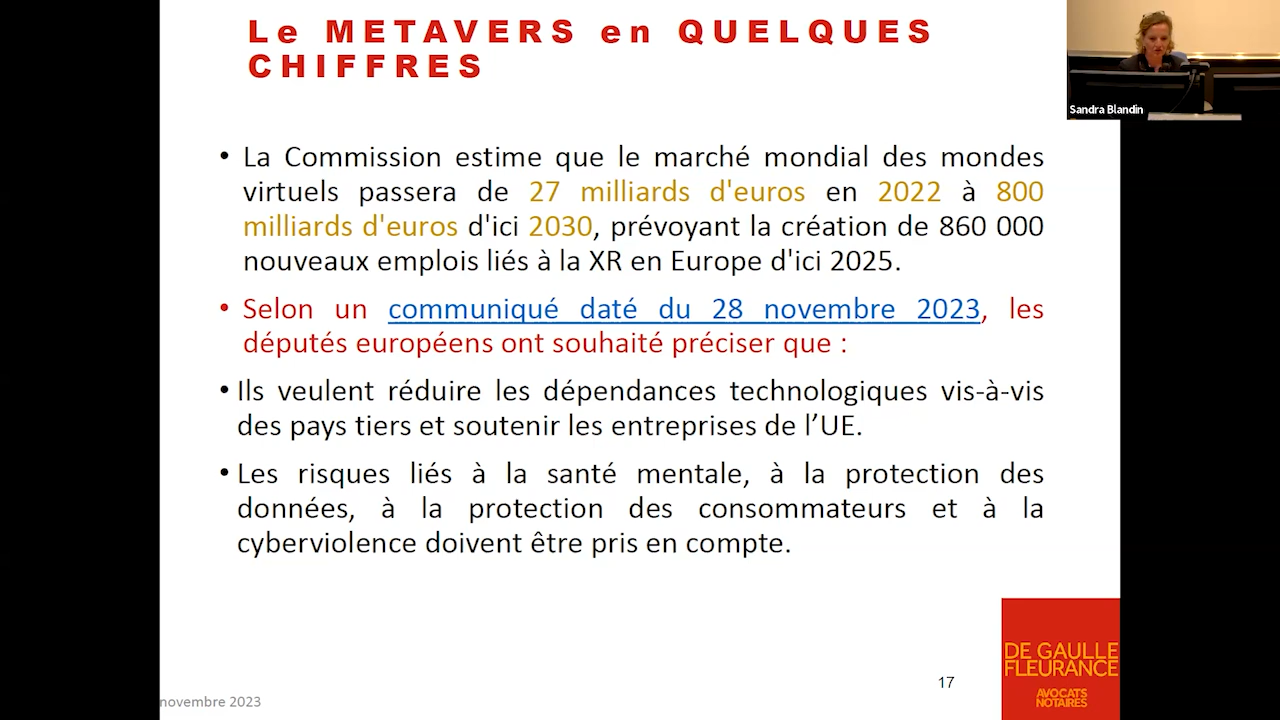 Le METAVERS en QUELQUES
CHIFFRES
Sandra Blandin
• La Commission estime que le marché mondial des mondes
virtuels passera de 27 milliards d'euros en 2022 à 800
milliards d'euros d'ici 2030, prévoyant la création de 860 000
nouveaux emplois liés à la XR en Europe d'ici 2025.
• Selon un communiqué daté du 28 novembre 2023, les
députés européens ont souhaité préciser que :
• Ils veulent réduire les dépendances technologiques vis-à-vis
des pays tiers et soutenir les entreprises de l’UE.
• Les risques liés à la santé mentale, à la protection des
données, à la protection des consommateurs et à la
cyberviolence doivent être pris en compte.
DE GAULLE
FLEURANCE
AVOCATS
NOTAIRES
17
novembre 2023